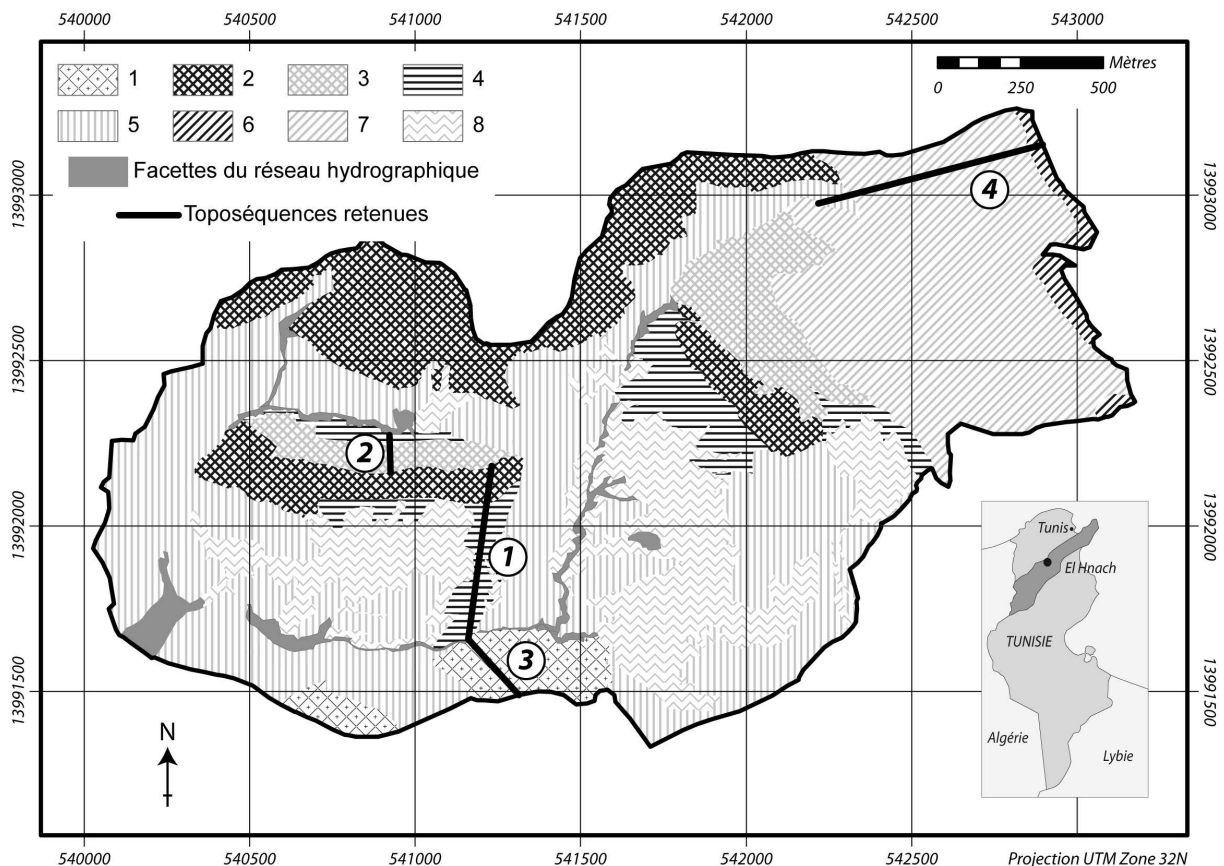 540000 540500 541000 541500 542000 542500 543000
1 2 3 4
5 6 7 8
Facettes du réseau hydrographique
Toposéquences retenues
Mètres
0 250 500
13993000 13993000
13992500 13992500
13992000 13992000
13991500 13991500
4
2
1
3
N
Tunis
El Hnach
TUNISIE
Algérie
Lybie
540000 540500 541000 541500 542000 542500 543000
Projection UTM Zone 32N